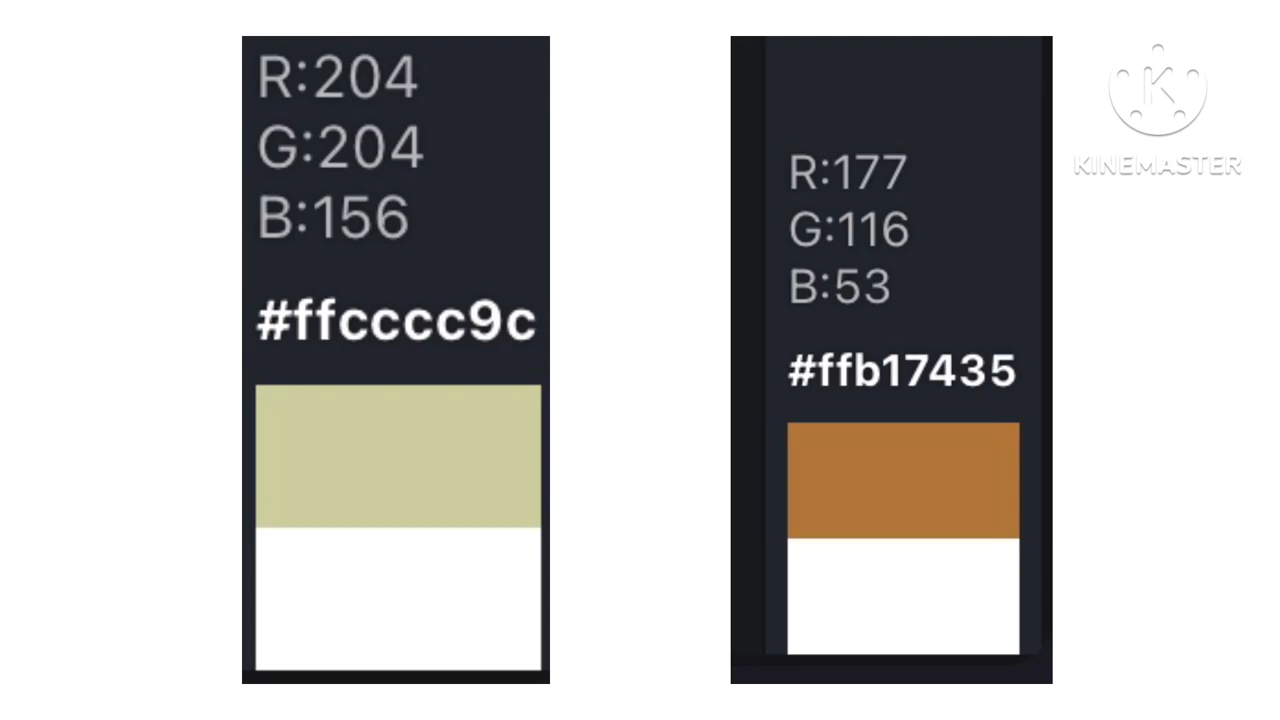 R:204
G:204
B:156
#ffcccc9c
R:177
G:116
B:53
#ffb17435
K
KINEMASTER